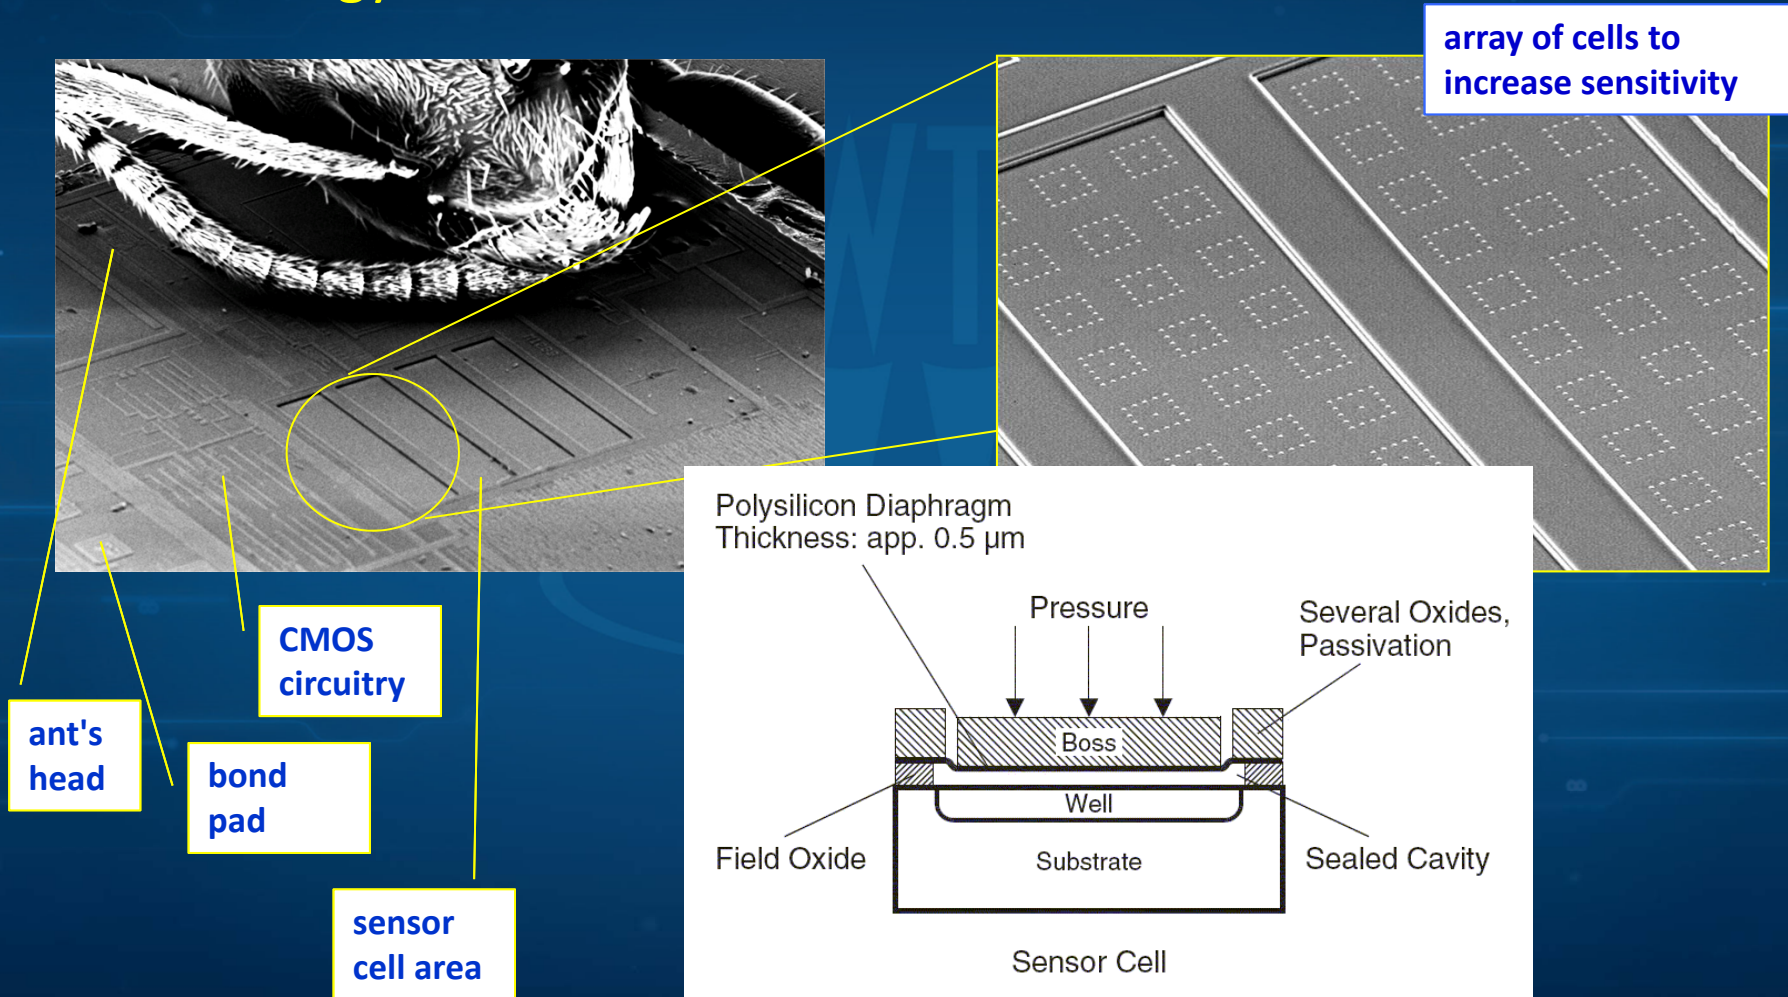 array of cells to
increase sensitivity
CMOS
circuitry
ant's
head
bond
pad
sensor
cell area
Polysilicon Diaphragm
Thickness: app. 0.5 µm
Pressure
Several Oxides,
Passivation
Boss
Well
Field Oxide
Substrate
Sealed Cavity
Sensor Cell